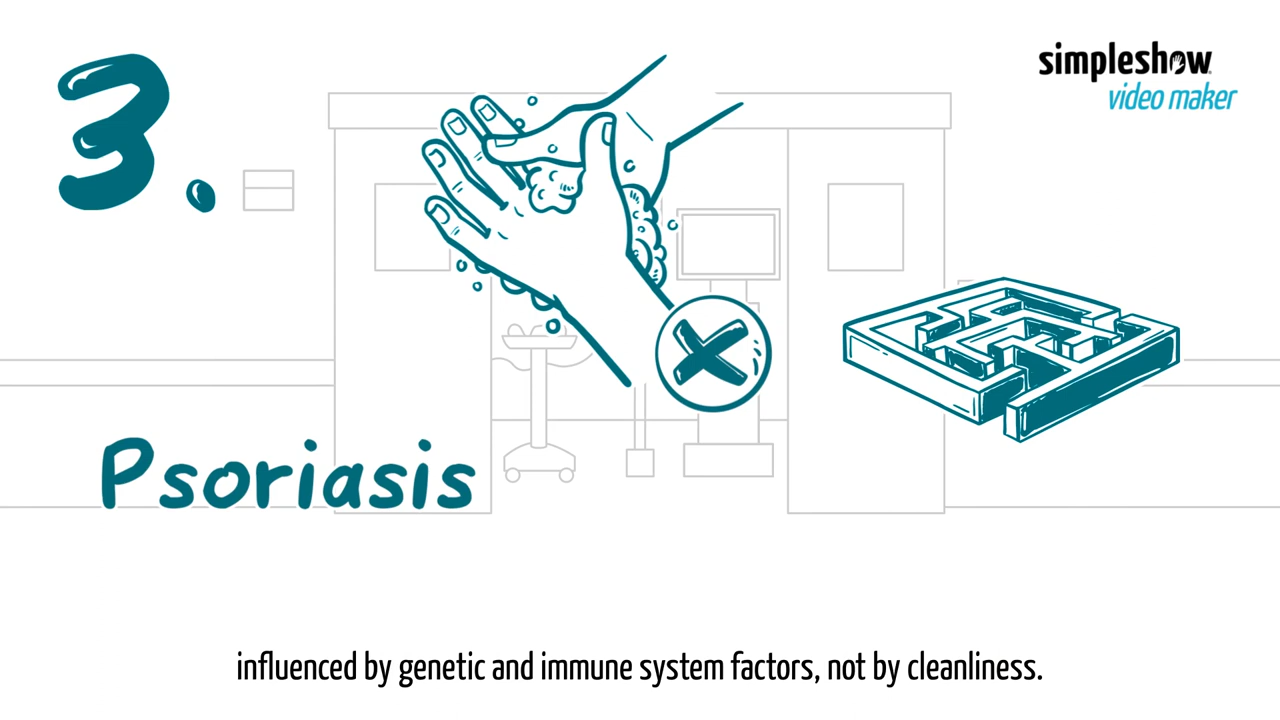 3.
simpleshow
video maker
Psoriasis
influenced by genetic and immune system factors, not by cleanliness.